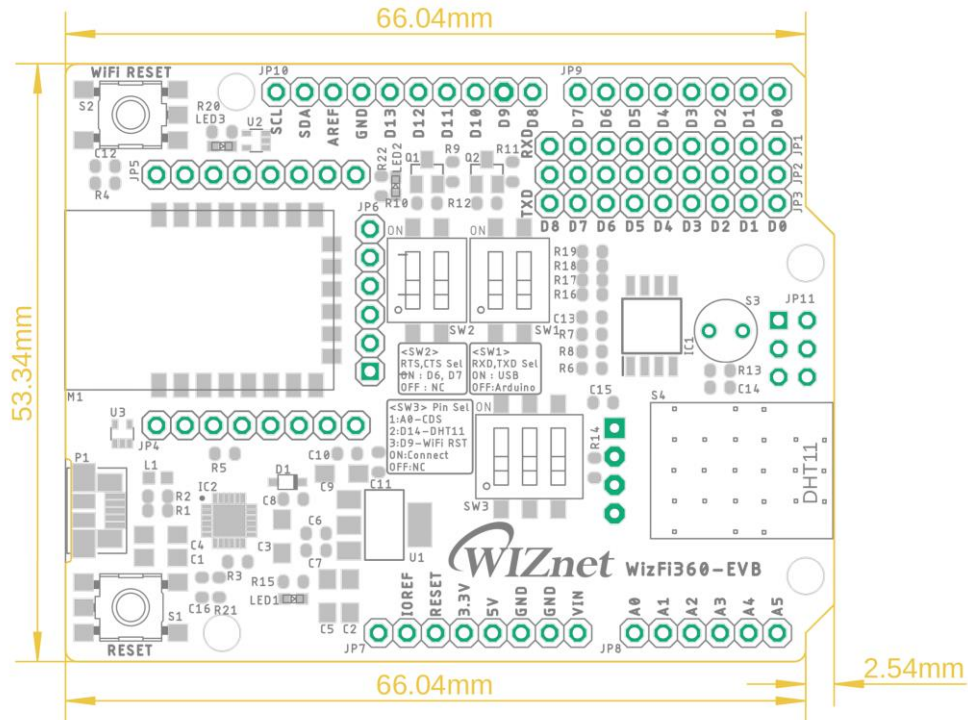 66.04mm
WiFi RESET
JP10
JP9
S2
SCL SDA AREF GND D13 D12 D11 D10 D9 D8
D7 D6 D5 D4 D3 D2 D1 D0
R20
LED3
U2
RXD
JP1
C12
JP5
R22
LED2
Q1
R9
Q2
R11
JP2
R4
R10
R12
TXD
JP3
JP6
D8 D7 D6 D5 D4 D3 D2 D1 D0
ON
ON
R19
R18
R17
R16
S3
JP11
C13
SW2
SW1
R7
IC1
R8
R6
R13
C14
<SW2>
RTS,CTS Sel
ON : D6, D7
OFF : NC
<SW1>
RXD,TXD Sel
ON : USB
OFF:Arduino
53.34mm
M1
<SW3> Pin Sel
1:A0-CDS
2:D14-DHT11
3:D9-WiFi RST
ON:Connect
OFF:NC
ON
C15
S4
U3
JP4
R14
DHT11
P1
L1
R5
C10
D1
C11
IC2
C9
R2
R1
C8
SW3
C4
C3
C6
C1
C7
U1
R3
WIZnet
WizFi360-EVB
R15
LED1
C16
R21
C5
C2
S1
RESET
IOREF RESET 3.3V 5V GND GND VIN
A0 A1 A2 A3 A4 A5
JP7
JP8
2.54mm
66.04mm